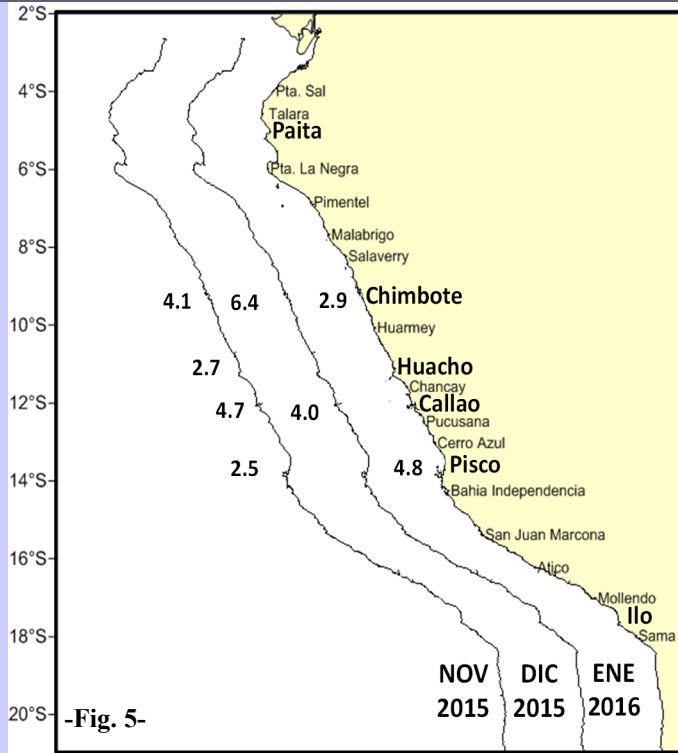 2°S
4°S
Pta. Sal
Talara
Paita
6°S
Pta. La Negra
Pimentel
Malabrigo
8°S
Salaverry
4.1 6.4 2.9 Chimbote
10°S
Huarmey
2.7 Huacho
Chancay
12°S
4.7 4.0 Callao
Pucusana
Cerro Azul
2.5 4.8 Pisco
14°S
Bahia Independencia
San Juan Marcona
16°S
Atico
Mollendo
Ilo
18°S
Sama
NOV DIC ENE
2015 2015 2016
20°S
-Fig. 5-